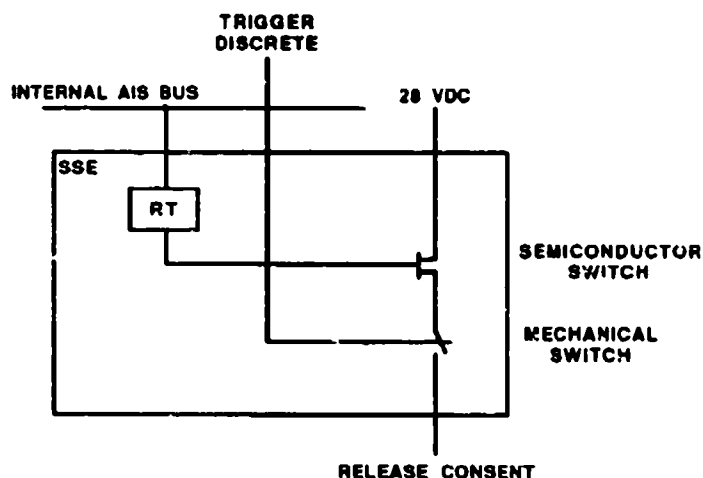 TRIGGER
DISCRETE
INTERNAL AIS BUS
28 VDC
SSE
RT
SEMICONDUCTOR
SWITCH
MECHANICAL
SWITCH
RELEASE CONSENT